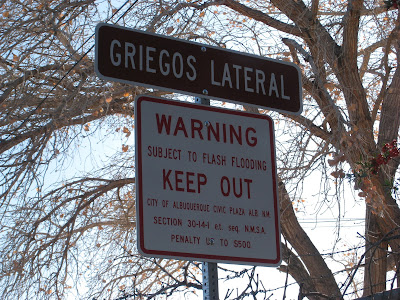 GRIEGOS LATERAL
WARNING
SUBJECT TO FLASH FLOODING
KEEP OUT
CITY OF ALBUQUERQUE CIVIC PLAZA ALB. NM
SECTION 30-14-1 et. seq. N.M.S.A.
PENALTY UP TO $500